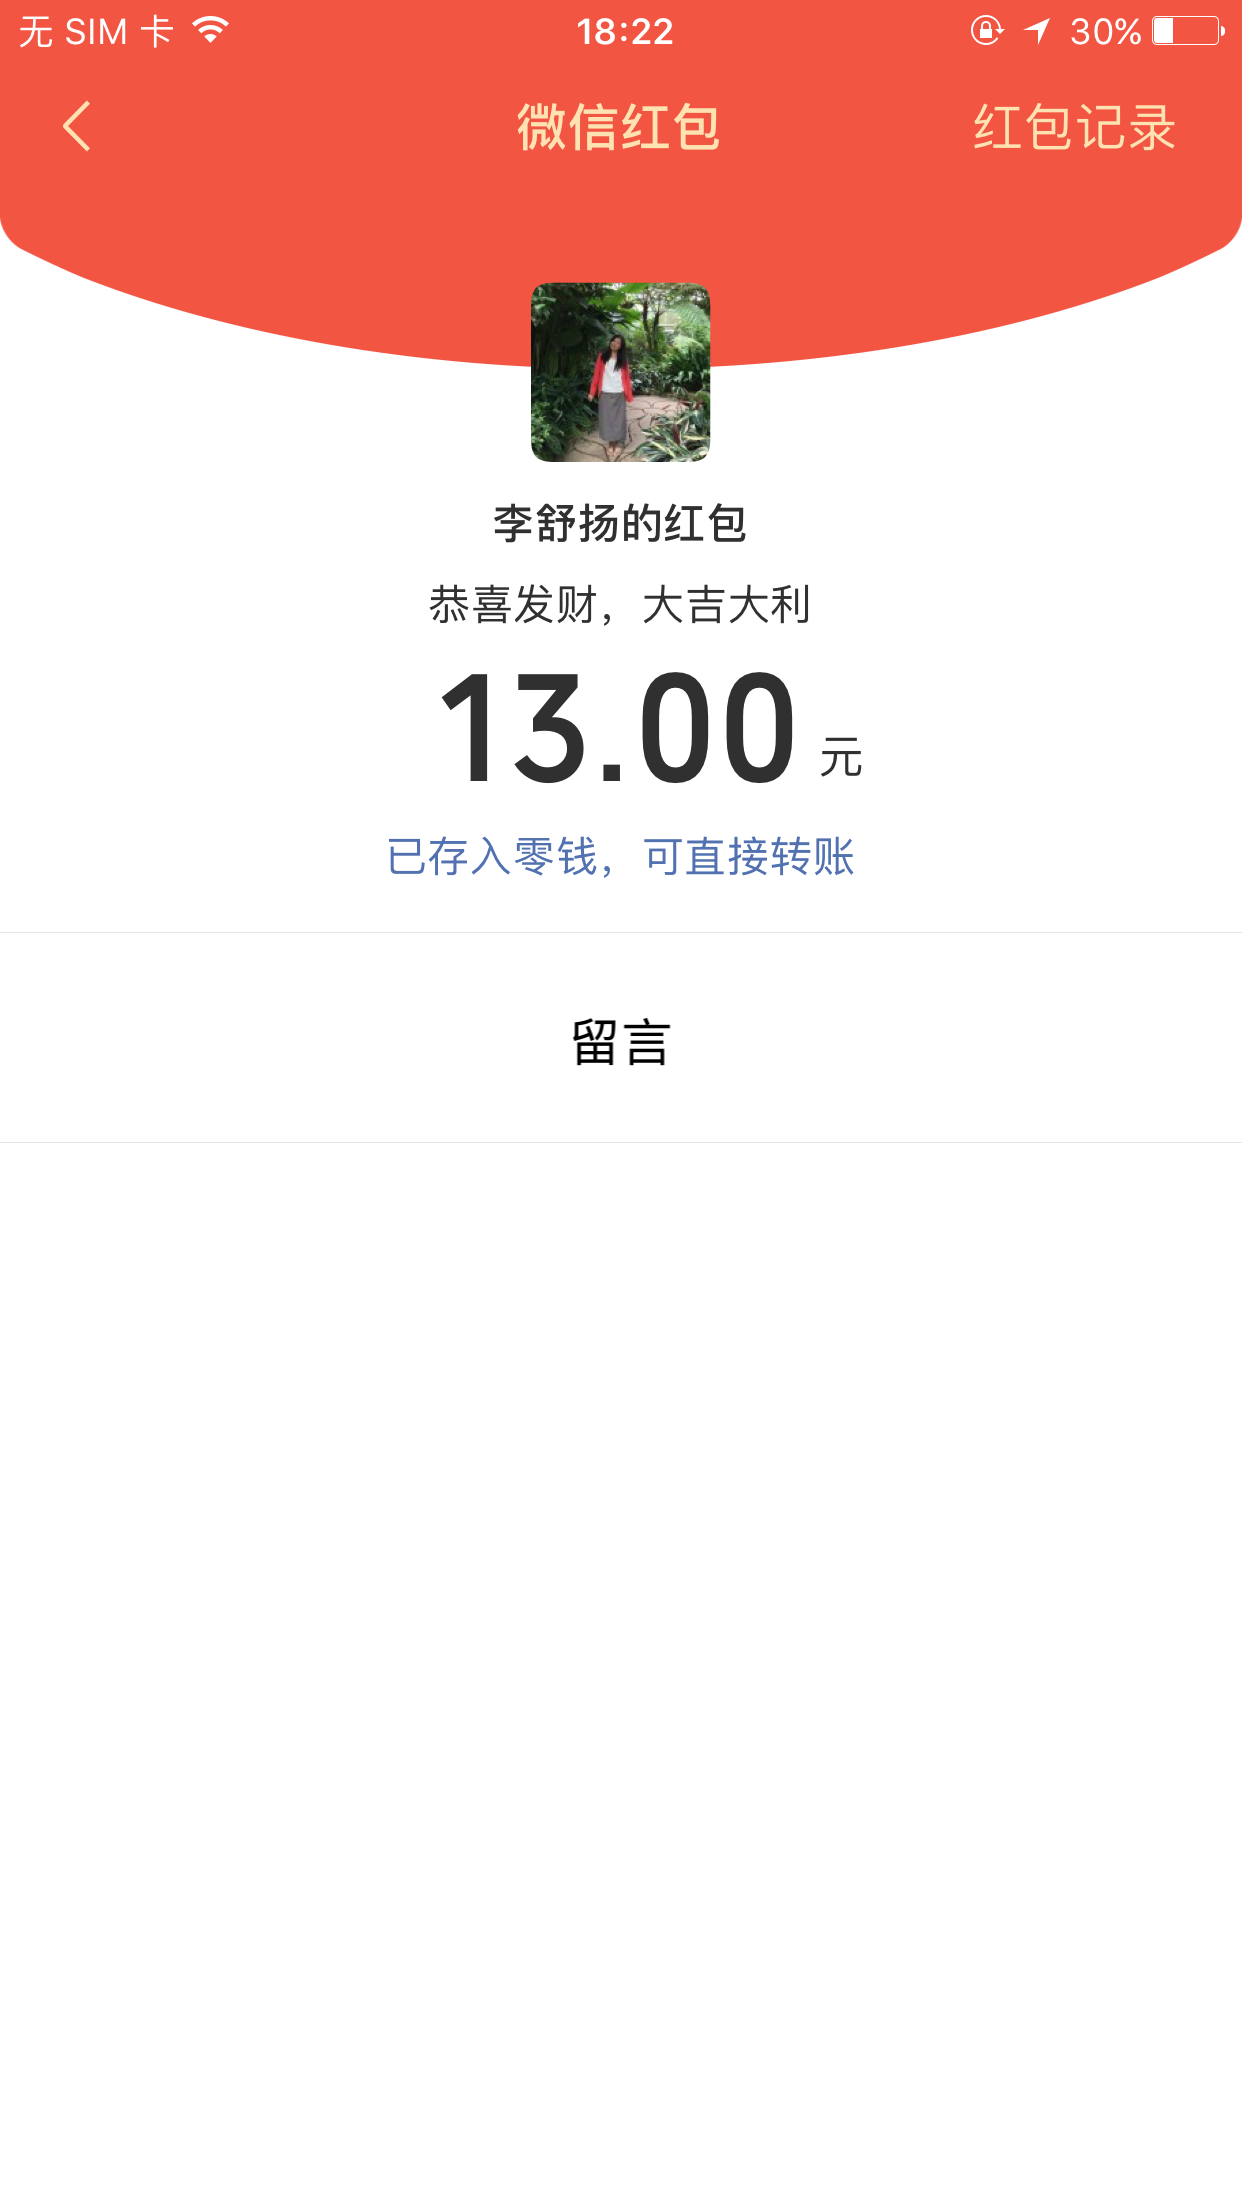 无 SIM 卡 18:22 30%
微信红包 红包记录
李舒扬的红包
恭喜发财，大吉大利
13.00 元
已存入零钱，可直接转账
留言